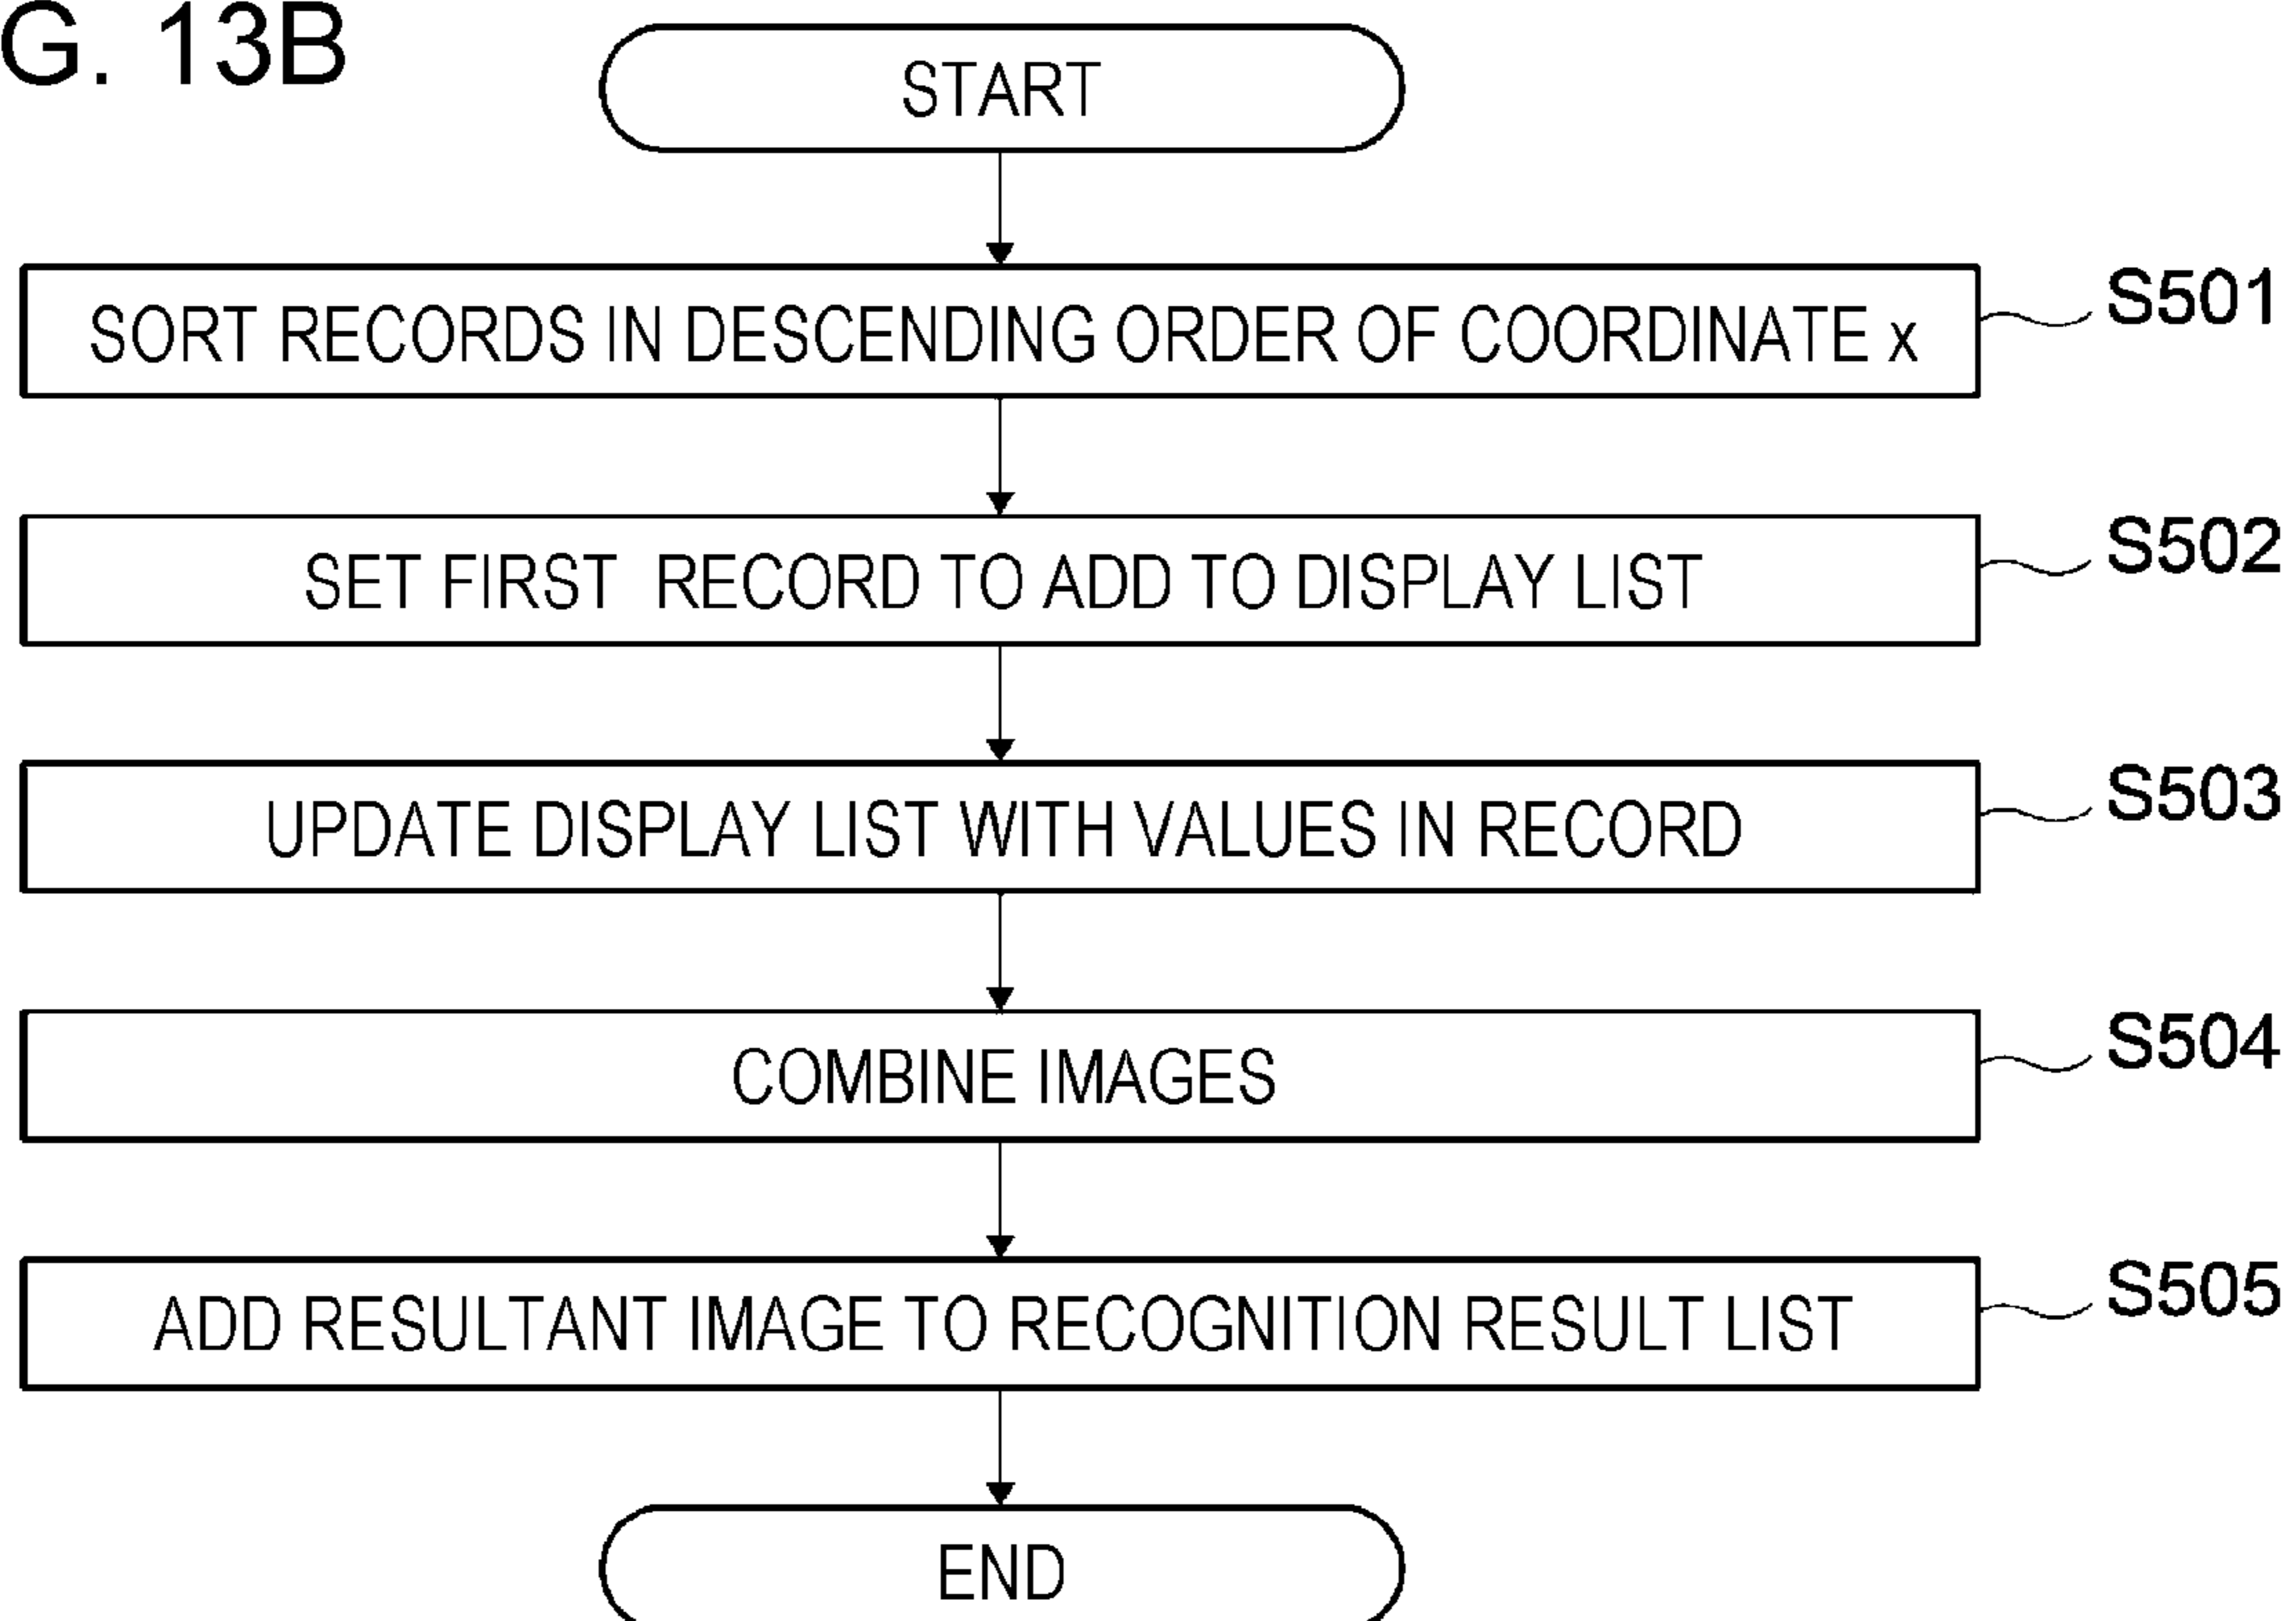 G. 13B
START
SORT RECORDS IN DESCENDING ORDER OF COORDINATE x
S501
SET FIRST RECORD TO ADD TO DISPLAY LIST
S502
UPDATE DISPLAY LIST WITH VALUES IN RECORD
S503
COMBINE IMAGES
S504
ADD RESULTANT IMAGE TO RECOGNITION RESULT LIST
S505
END